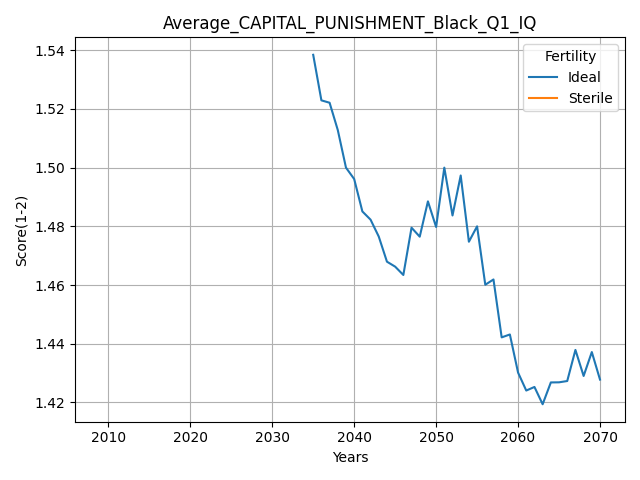 Average_CAPITAL_PUNISHMENT_Black_Q1_IQ
Fertility
Ideal
Sterile
Score(1-2)
1.54
1.52
1.50
1.48
1.46
1.44
1.42
2010 2020 2030 2040 2050 2060 2070
Years